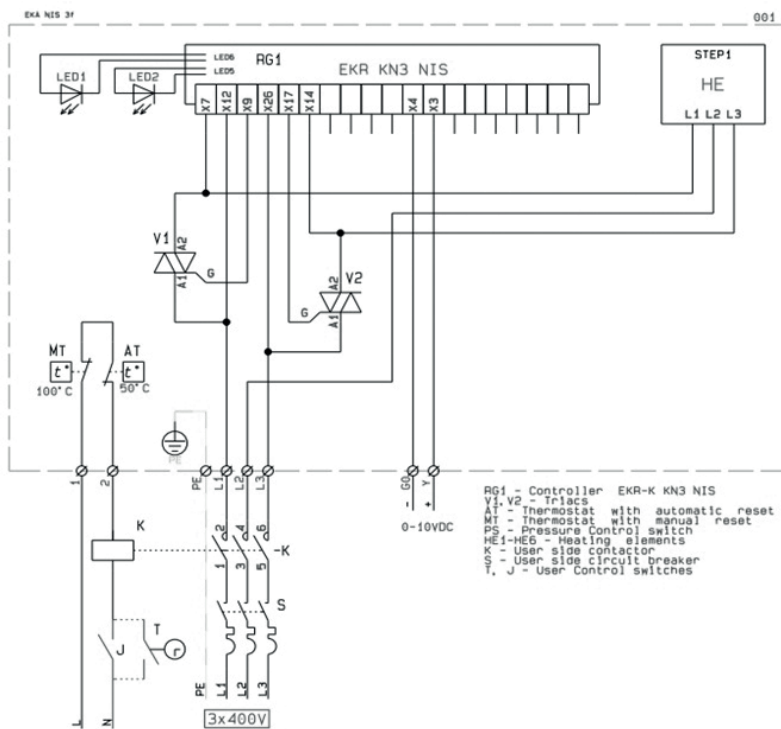 EKA NIS 3f
001
LED6
LED5
RG1
EKR KN3 NIS
LED1
LED2
X7 X12 X9 X26 X17 X14 X4 X3
STEP1
HE
L1 L2 L3
V1
A2
A1
G
V2
A2
A1
G
MT
AT
t°
t°
100°C
50°C
PE
1
2
PE
L1
L2
L3
G0
Y
-
+
0-10VDC
K
2 4 6
-K
1 3 5
S
T
J
PE
L1
L2
L3
L
N
3x400V
RG1 - Controller EKR-K KN3 NIS
V1,V2 - Triacs
AT - Thermostat with automatic reset
MT - Thermostat with manual reset
PS - Pressure Control switch
HE1-HE6 - Heating elements
K - User side contactor
S - User side circuit breaker
T, J - User Control switches